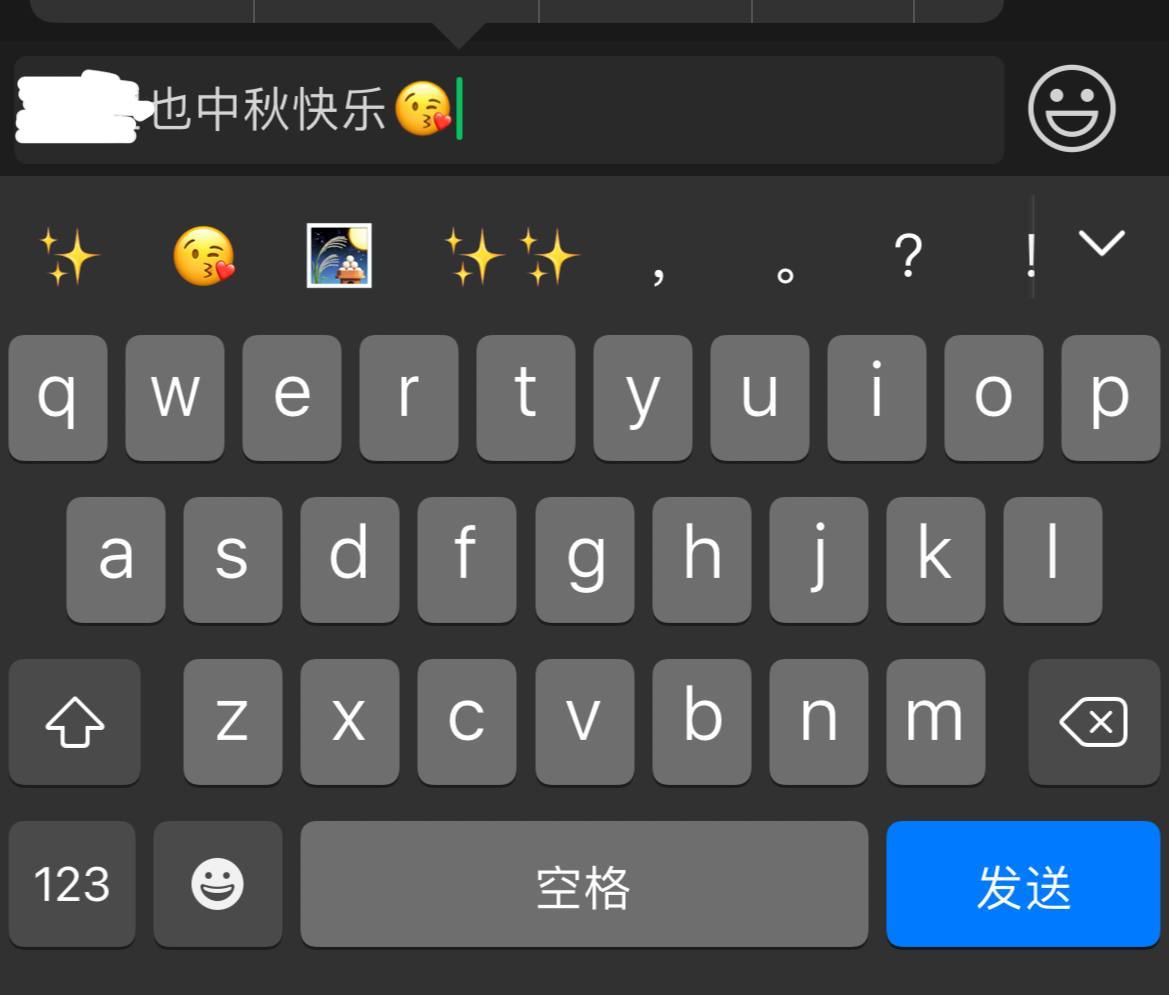 也中秋快乐😘
✨ 😘 🎑 ✨✨ , 。 ? !
q w e r t y u i o p
a s d f g h j k l
z x c v b n m
123 空格 发送